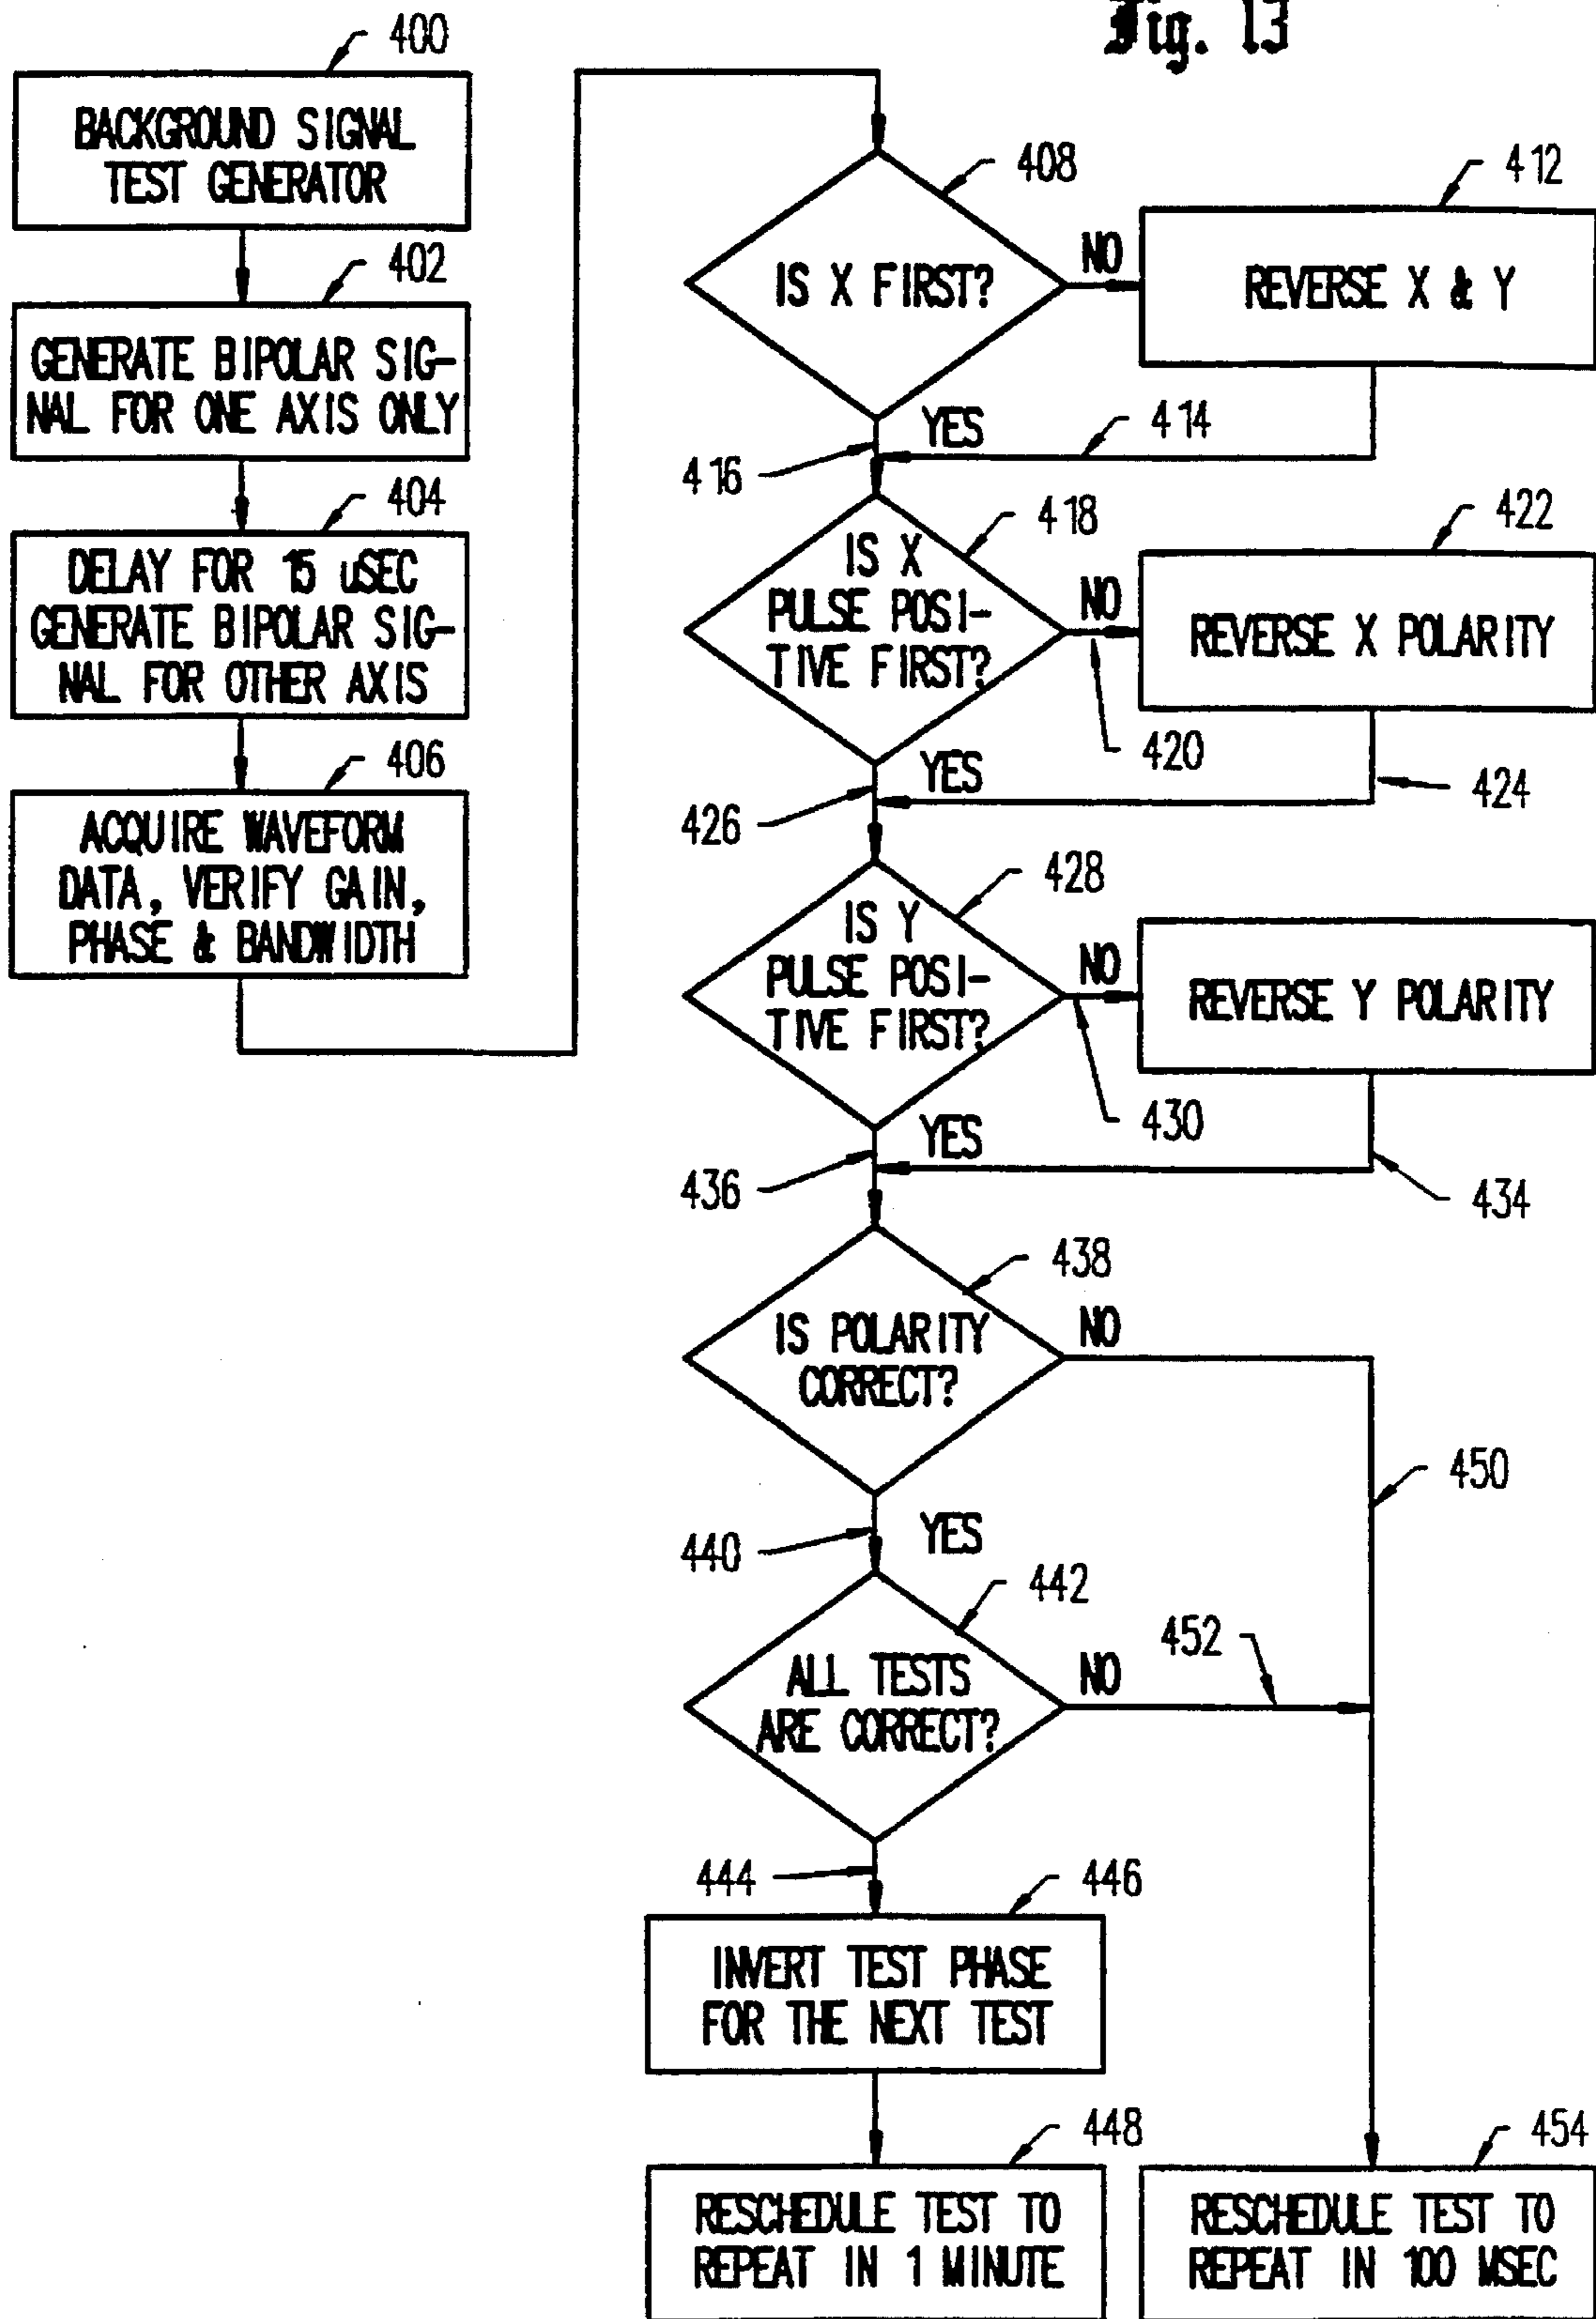 Fig. 13
400
BACKGROUND SIGNAL
TEST GENERATOR
402
GENERATE BIPOLAR SIG-
NAL FOR ONE AXIS ONLY
404
DELAY FOR 15 uSEC
GENERATE BIPOLAR SIG-
NAL FOR OTHER AXIS
406
ACQUIRE WAVEFORM
DATA, VERIFY GAIN,
PHASE & BANDWIDTH
408
IS X FIRST?
NO
412
REVERSE X & Y
YES
414
416
418
IS X
PULSE POSI-
TIVE FIRST?
NO
420
422
REVERSE X POLARITY
YES
424
426
428
IS Y
PULSE POSI-
TIVE FIRST?
NO
430
REVERSE Y POLARITY
YES
434
436
438
IS POLARITY
CORRECT?
NO
450
YES
440
442
ALL TESTS
ARE CORRECT?
NO
452
444
446
INVERT TEST PHASE
FOR THE NEXT TEST
448
RESCHEDULE TEST TO
REPEAT IN 1 MINUTE
454
RESCHEDULE TEST TO
REPEAT IN 100 MSEC